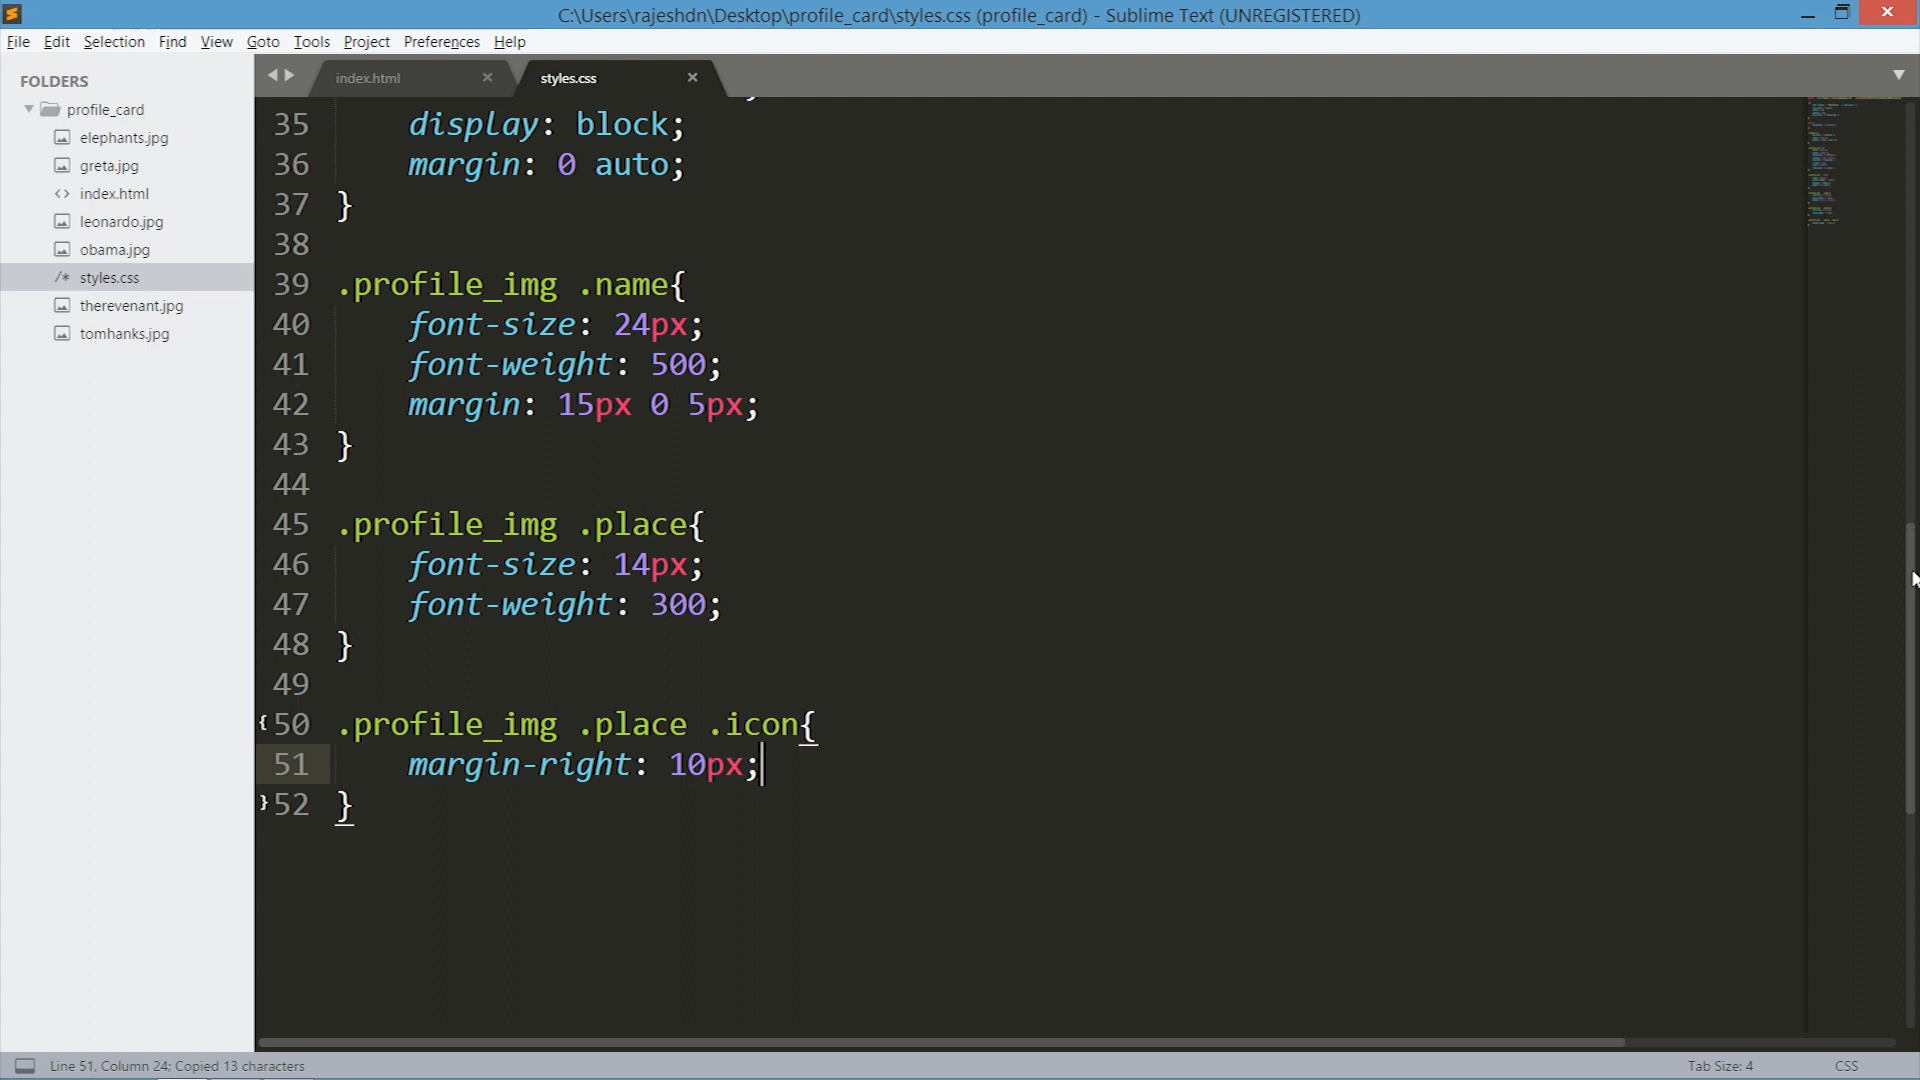 C:\Users\rajeshdn\Desktop\profile_card\styles.css (profile_card) - Sublime Text (UNREGISTERED)
File Edit Selection Find View Goto Tools Project Preferences Help
FOLDERS
profile_card
elephants.jpg
greta.jpg
<> index.html
leonardo.jpg
obama.jpg
/* styles.css
therevenant.jpg
tomhanks.jpg
index.html × styles.css ×
35 display: block;
36 margin: 0 auto;
37 }
38
39 .profile_img .name{
40 font-size: 24px;
41 font-weight: 500;
42 margin: 15px 0 5px;
43 }
44
45 .profile_img .place{
46 font-size: 14px;
47 font-weight: 300;
48 }
49
{ 50 .profile_img .place .icon{
51 margin-right: 10px;
} 52 }
Line 51, Column 24; Copied 13 characters
Tab Size: 4 CSS